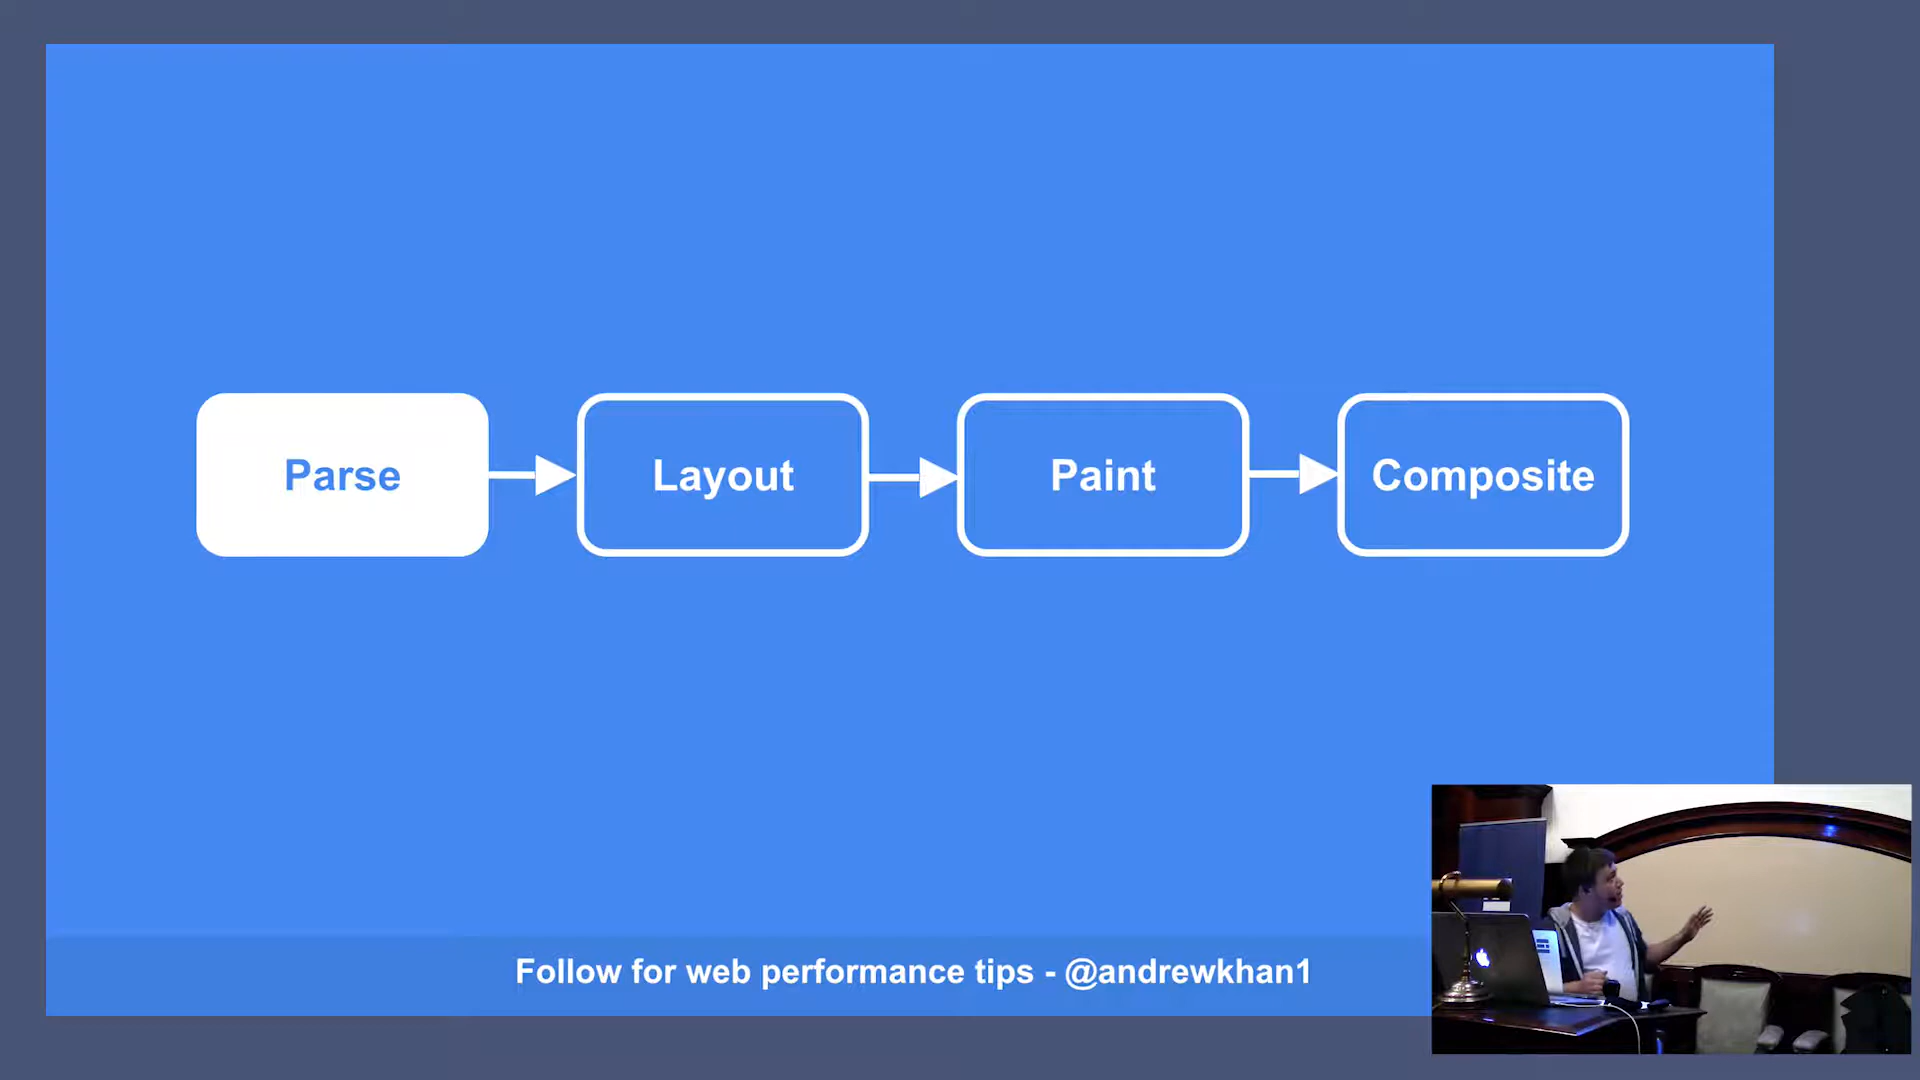 Parse
Layout
Paint
Composite
Follow for web performance tips - @andrewkhan1